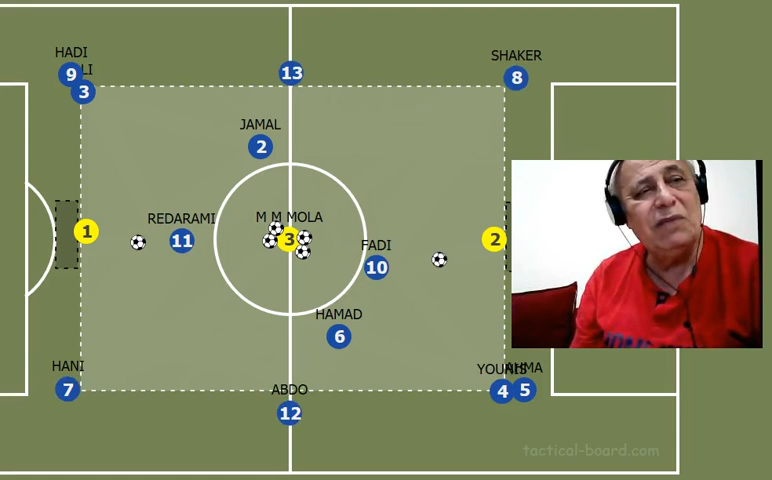 HADI
9
LI
3
13
SHAKER
8
JAMAL
2
1
REDARAMI
11
M M MOLA
3
FADI
10
2
HAMAD
6
HANI
7
ABDO
12
4
5
tactical-board.com